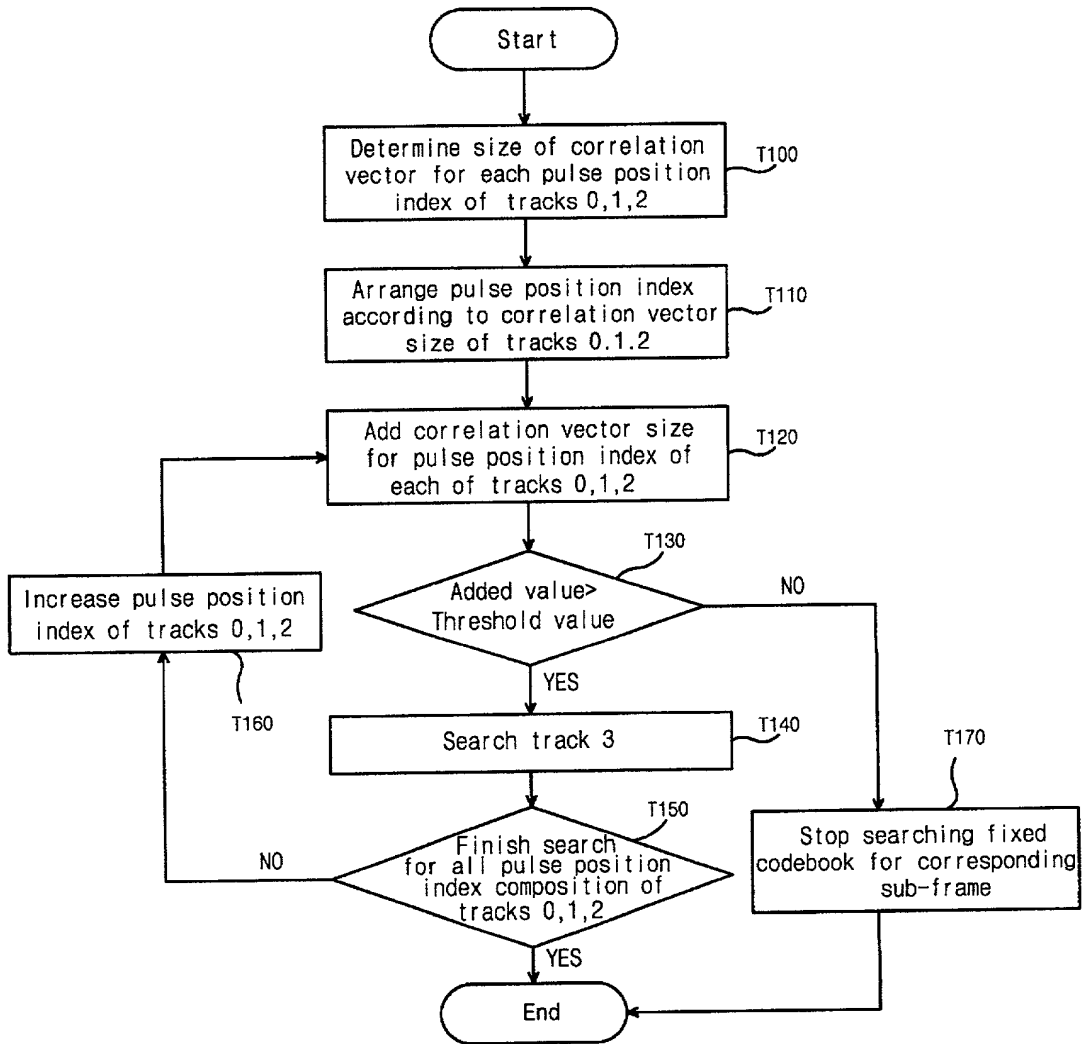 Start
Determine size of correlation
vector for each pulse position
index of tracks 0,1,2
T100
Arrange pulse position index
according to correlation vector
size of tracks 0.1.2
T110
Add correlation vector size
for pulse position index of
each of tracks 0,1,2
T120
Added value>
Threshold value
T130
NO
YES
Increase pulse position
index of tracks 0,1,2
T160
Search track 3
T140
Finish search
for all pulse position
index composition of
tracks 0,1,2
T150
NO
YES
Stop searching fixed
codebook for corresponding
sub-frame
T170
End